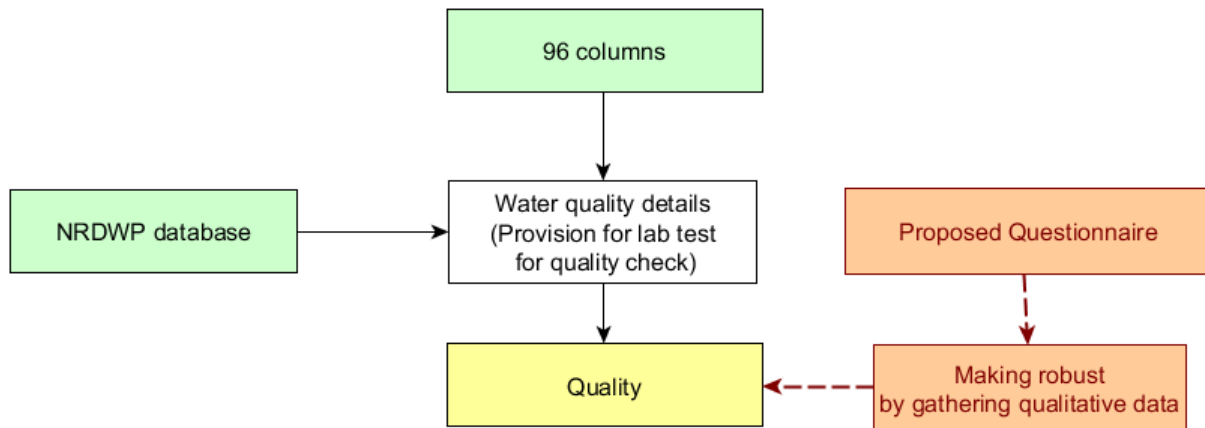 96 columns
NRDWP database
Water quality details
(Provision for lab test
for quality check)
Proposed Questionnaire
Quality
Making robust
by gathering qualitative data